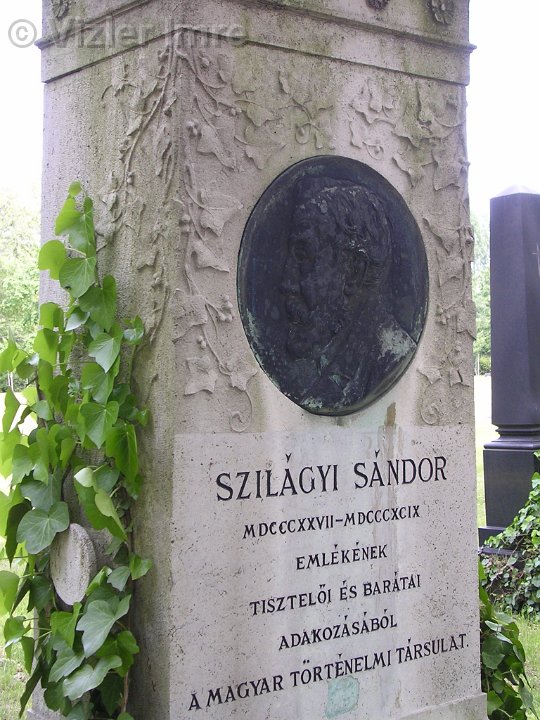 © Vizler Imre
SZILÁGYI SÁNDOR
MDCCCXXVII–MDCCCXCIX
EMLÉKÉNEK
TISZTELŐI ÉS BARÁTAI
ADAKOZÁSÁBÓL
A MAGYAR TÖRTÉNELMI TÁRSULAT.